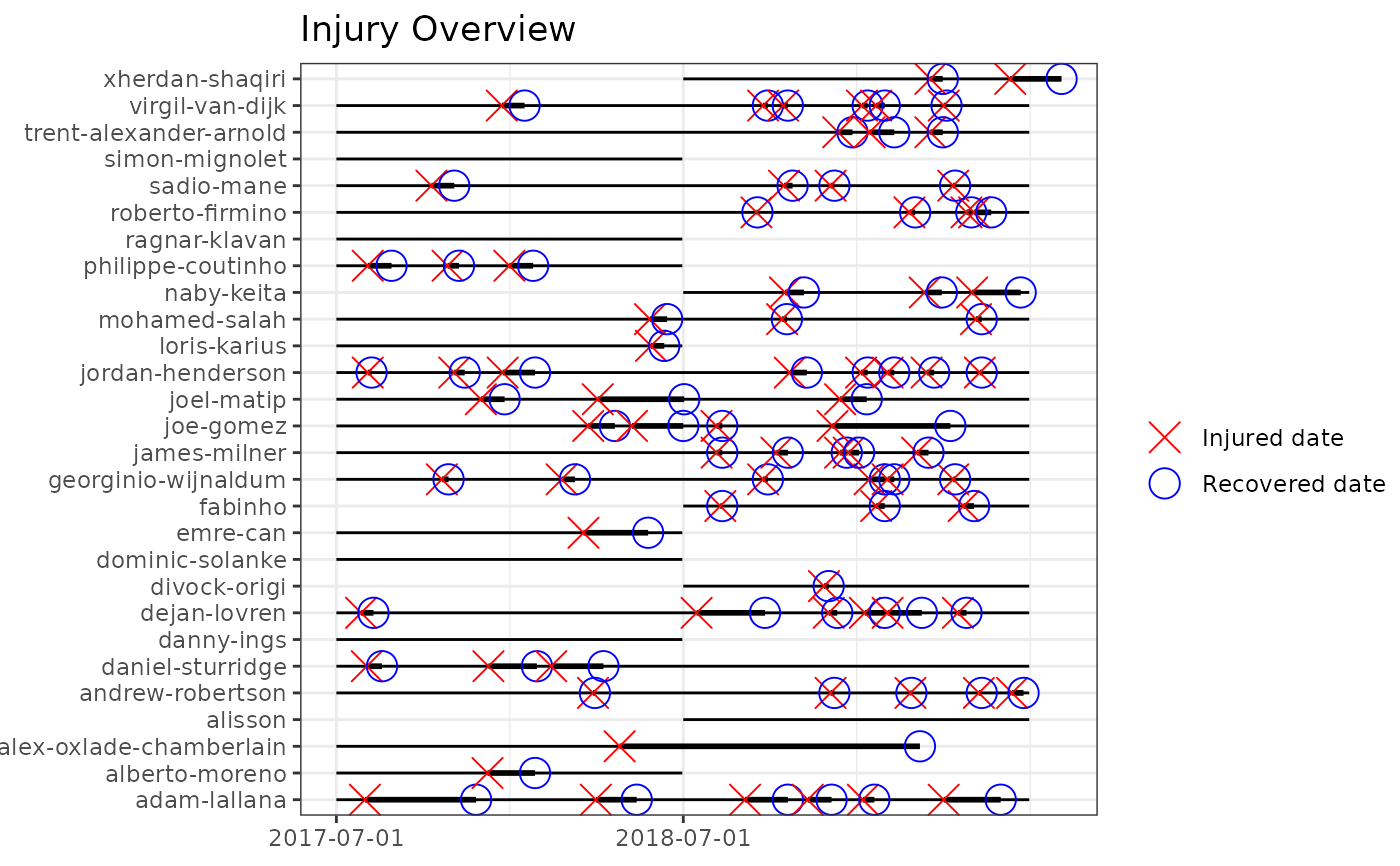 Injury Overview
xherdan-shaqiri
virgil-van-dijk
trent-alexander-arnold
simon-mignolet
sadio-mane
roberto-firmino
ragnar-klavan
philippe-coutinho
naby-keita
mohamed-salah
loris-karius
jordan-henderson
joel-matip
joe-gomez
james-milner
georginio-wijnaldum
fabinho
emre-can
dominic-solanke
divock-origi
dejan-lovren
danny-ings
daniel-sturridge
andrew-robertson
alisson
alex-oxlade-chamberlain
alberto-moreno
adam-lallana
2017-07-01
2018-07-01
Injured date
Recovered date